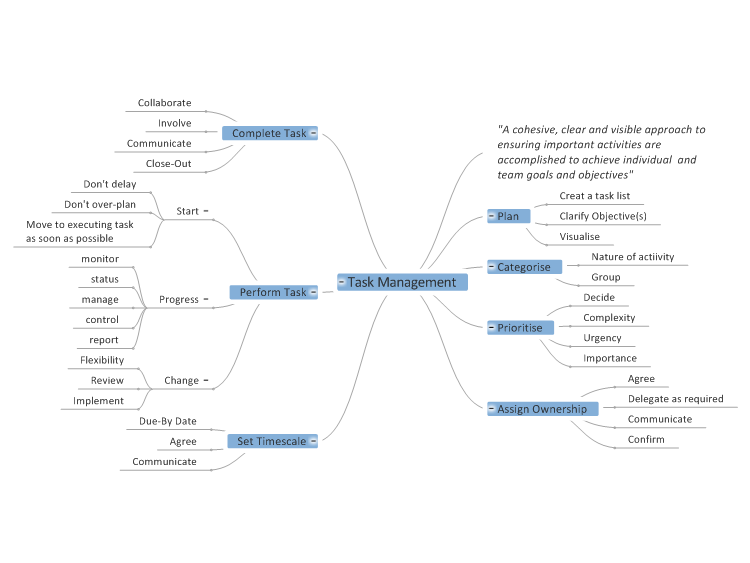 Task Management
"A cohesive, clear and visible approach to
ensuring important activities are
accomplished to achieve individual and
team goals and objectives"
Plan
Creat a task list
Clarify Objective(s)
Visualise
Categorise
Nature of actiivity
Group
Prioritise
Decide
Complexity
Urgency
Importance
Assign Ownership
Agree
Delegate as required
Communicate
Confirm
Set Timescale
Due-By Date
Agree
Communicate
Perform Task
Start
Don't delay
Don't over-plan
Move to executing task
as soon as possible
Progress
monitor
status
manage
control
report
Change
Flexibility
Review
Implement
Complete Task
Collaborate
Involve
Communicate
Close-Out